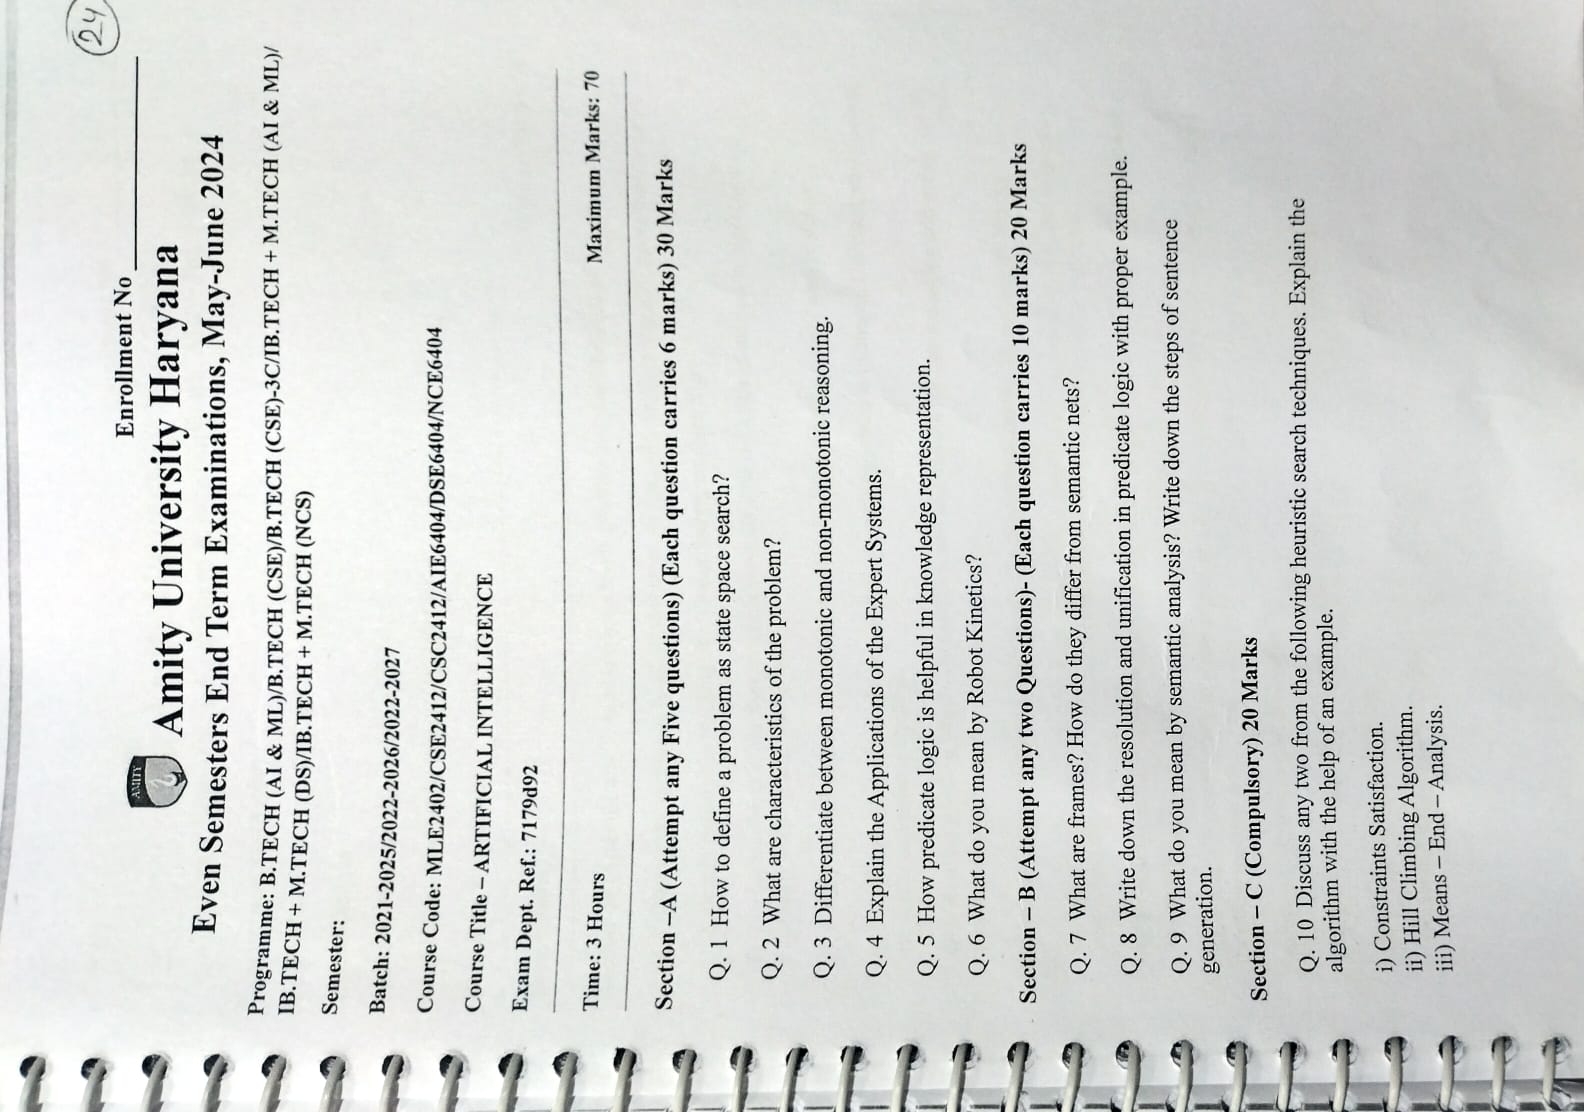 24
Enrollment No
AMITY
Amity University Haryana
Even Semesters End Term Examinations, May-June 2024
Programme: B.TECH (AI & ML)/B.TECH (CSE)/B.TECH (CSE)-3C/IB.TECH + M.TECH (AI & ML)/
IB.TECH + M.TECH (DS)/IB.TECH + M.TECH (NCS)
Semester:
Batch: 2021-2025/2022-2026/2022-2027
Course Code: MLE2402/CSE2412/CSC2412/AIE6404/DSE6404/NCE6404
Course Title – ARTIFICIAL INTELLIGENCE
Exam Dept. Ref.: 7179d92
Time: 3 Hours Maximum Marks: 70
Section –A (Attempt any Five questions) (Each question carries 6 marks) 30 Marks
Q. 1 How to define a problem as state space search?
Q. 2 What are characteristics of the problem?
Q. 3 Differentiate between monotonic and non-monotonic reasoning.
Q. 4 Explain the Applications of the Expert Systems.
Q. 5 How predicate logic is helpful in knowledge representation.
Q. 6 What do you mean by Robot Kinetics?
Section – B (Attempt any two Questions)- (Each question carries 10 marks) 20 Marks
Q. 7 What are frames? How do they differ from semantic nets?
Q. 8 Write down the resolution and unification in predicate logic with proper example.
Q. 9 What do you mean by semantic analysis? Write down the steps of sentence
generation.
Section – C (Compulsory) 20 Marks
Q. 10 Discuss any two from the following heuristic search techniques. Explain the
algorithm with the help of an example.
i) Constraints Satisfaction.
ii) Hill Climbing Algorithm.
iii) Means – End – Analysis.